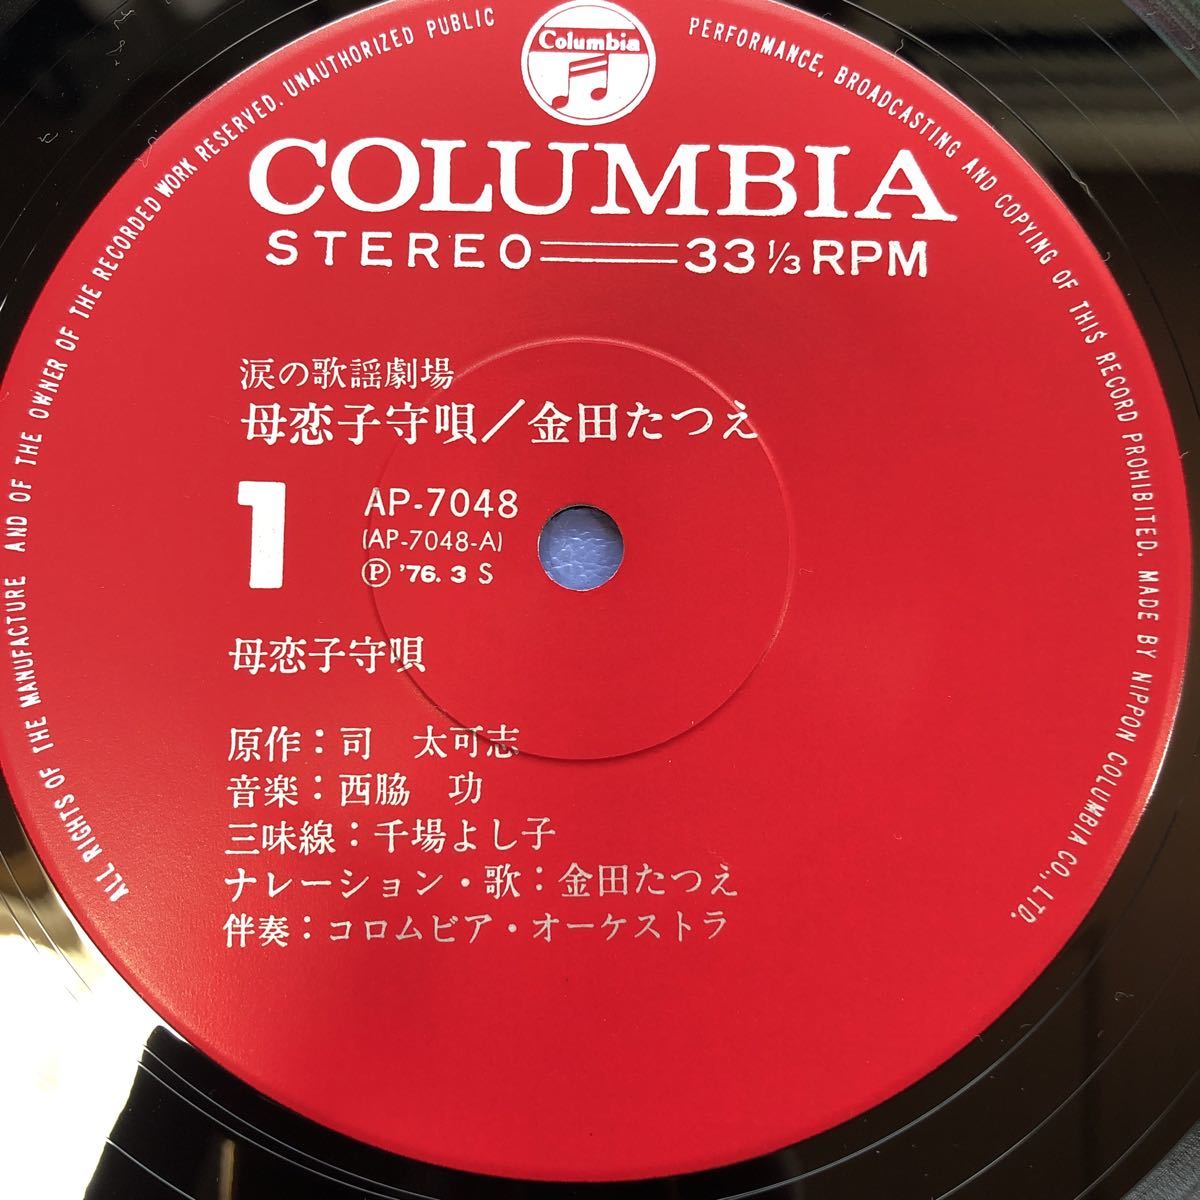 Columbia
ALL RIGHTS OF THE MANUFACTURE AND OF THE OWNER OF THE RECORDED WORK RESERVED. UNAUTHORIZED PUBLIC PERFORMANCE, BROADCASTING AND COPYING OF THIS RECORD PROHIBITED. MADE BY NIPPON COLUMBIA CO., LTD.
COLUMBIA
STEREO 33 1/3 RPM
涙の歌謡劇場
母恋子守唄/金田たつえ
1
AP-7048
(AP-7048-A)
Ⓟ '76. 3 S
母恋子守唄
原作:司 太可志
音楽:西脇 功
三味線:千場よし子
ナレーション・歌:金田たつえ
伴奏:コロムビア・オーケストラ